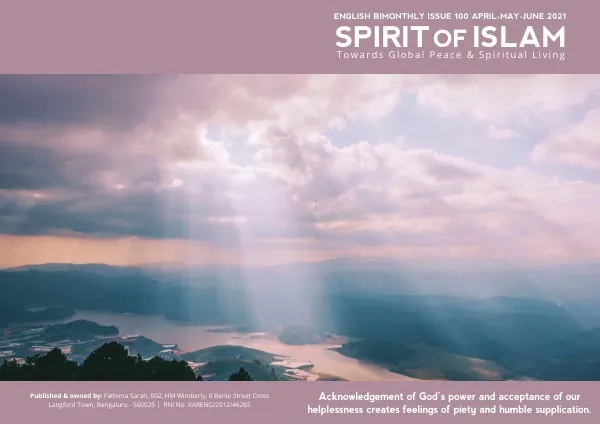 ENGLISH BIMONTHLY ISSUE 100 APRIL-MAY-JUNE 2021
SPIRIT OF ISLAM
Towards Global Peace & Spiritual Living
Published & owned by: Fathima Sarah, 002, HM Wimberly, 6 Berlie Street Cross
Langford Town, Bengaluru - 560025 | RNI No: KARENG/2012/46265
Acknowledgement of God's power and acceptance of our
helplessness creates feelings of piety and humble supplication.